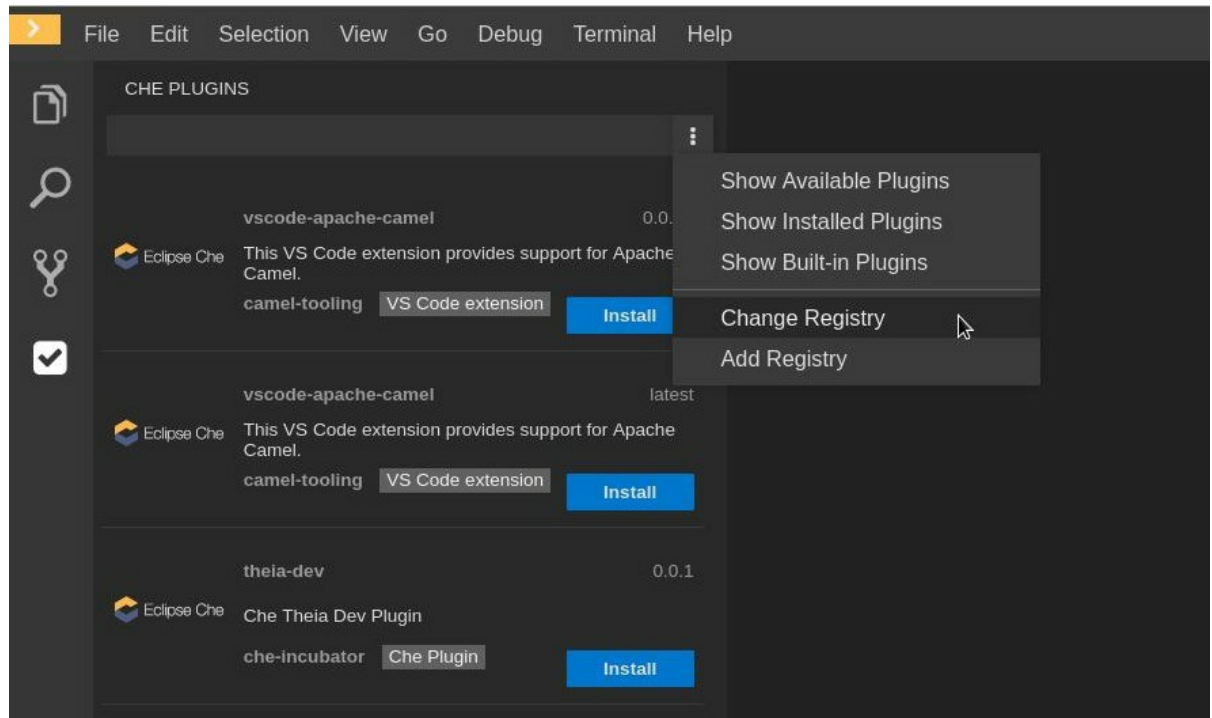 File Edit Selection View Go Debug Terminal Help
CHE PLUGINS
vscode-apache-camel 0.0.
Eclipse Che
This VS Code extension provides support for Apache
Camel.
camel-tooling VS Code extension Install
vscode-apache-camel latest
Eclipse Che
This VS Code extension provides support for Apache
Camel.
camel-tooling VS Code extension Install
theia-dev 0.0.1
Eclipse Che
Che Theia Dev Plugin
che-incubator Che Plugin Install
Show Available Plugins
Show Installed Plugins
Show Built-in Plugins
Change Registry
Add Registry